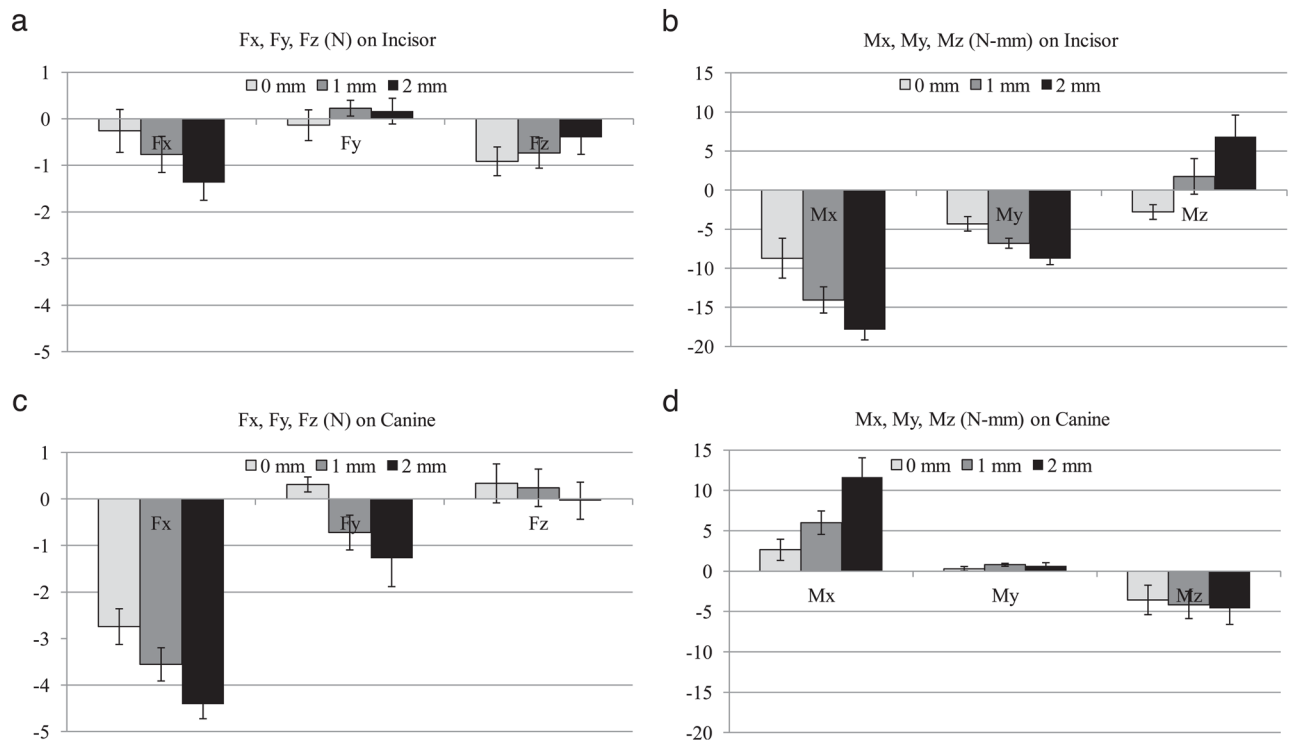 a
Fx, Fy, Fz (N) on Incisor
1
0
-1
-2
-3
-4
-5
0 mm 1 mm 2 mm
Fx Fy Fz
b
Mx, My, Mz (N-mm) on Incisor
15
10
5
0
-5
-10
-15
-20
0 mm 1 mm 2 mm
Mx My Mz
c
Fx, Fy, Fz (N) on Canine
1
0
-1
-2
-3
-4
-5
0 mm 1 mm 2 mm
Fx Fy Fz
d
Mx, My, Mz (N-mm) on Canine
15
10
5
0
-5
-10
-15
-20
0 mm 1 mm 2 mm
Mx My Mz